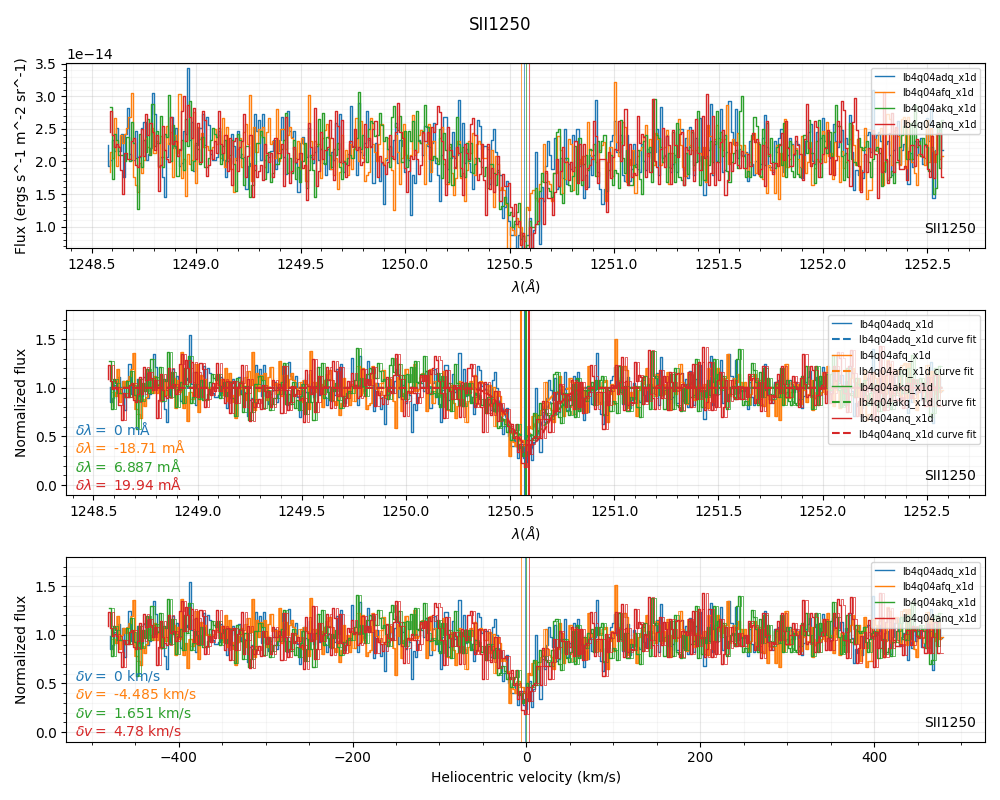 SII1250
1e−14
3.5
3.0
2.5
2.0
1.5
1.0
Flux (ergs s^-1 m^-2 sr^-1)
lb4q04adq_x1d
lb4q04afq_x1d
lb4q04akq_x1d
lb4q04anq_x1d
SII1250
1248.5 1249.0 1249.5 1250.0 1250.5 1251.0 1251.5 1252.0 1252.5
λ(Å)
1.5
1.0
0.5
0.0
Normalized flux
lb4q04adq_x1d
lb4q04adq_x1d curve fit
lb4q04afq_x1d
lb4q04afq_x1d curve fit
lb4q04akq_x1d
lb4q04akq_x1d curve fit
lb4q04anq_x1d
lb4q04anq_x1d curve fit
δλ = 0 mÅ
δλ = -18.71 mÅ
δλ = 6.887 mÅ
δλ = 19.94 mÅ
SII1250
1248.5 1249.0 1249.5 1250.0 1250.5 1251.0 1251.5 1252.0 1252.5
λ(Å)
1.5
1.0
0.5
0.0
Normalized flux
lb4q04adq_x1d
lb4q04afq_x1d
lb4q04akq_x1d
lb4q04anq_x1d
δv = 0 km/s
δv = -4.485 km/s
δv = 1.651 km/s
δv = 4.78 km/s
SII1250
−400 −200 0 200 400
Heliocentric velocity (km/s)